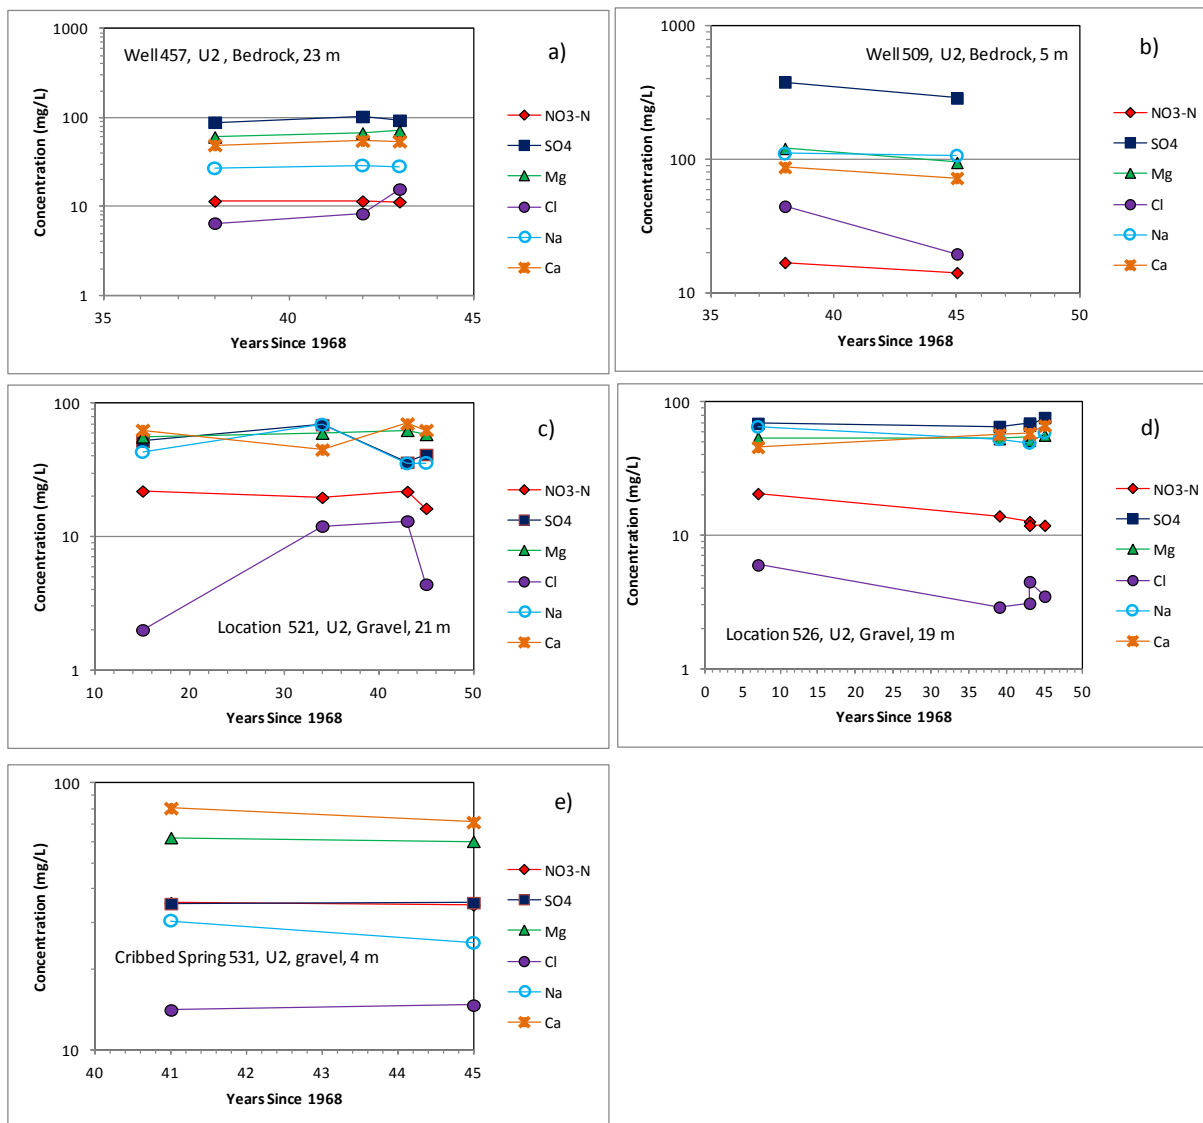 1000
100
10
1
35
40
45
Concentration (mg/L)
Years Since 1968
Well 457, U2 , Bedrock, 23 m
a)
NO3-N
SO4
Mg
Cl
Na
Ca
1000
100
10
35
40
45
50
Concentration (mg/L)
Years Since 1968
Well 509, U2, Bedrock, 5 m
b)
NO3-N
SO4
Mg
Cl
Na
Ca
100
10
1
10
20
30
40
50
Concentration (mg/L)
Years Since 1968
Location 521, U2, Gravel, 21 m
c)
NO3-N
SO4
Mg
Cl
Na
Ca
100
10
1
0
5
10
15
20
25
30
35
40
45
50
Concentration (mg/L)
Years Since 1968
Location 526, U2, Gravel, 19 m
d)
NO3-N
SO4
Mg
Cl
Na
Ca
100
10
40
41
42
43
44
45
Concentration (mg/L)
Years Since 1968
Cribbed Spring 531, U2, gravel, 4 m
e)
NO3-N
SO4
Mg
Cl
Na
Ca